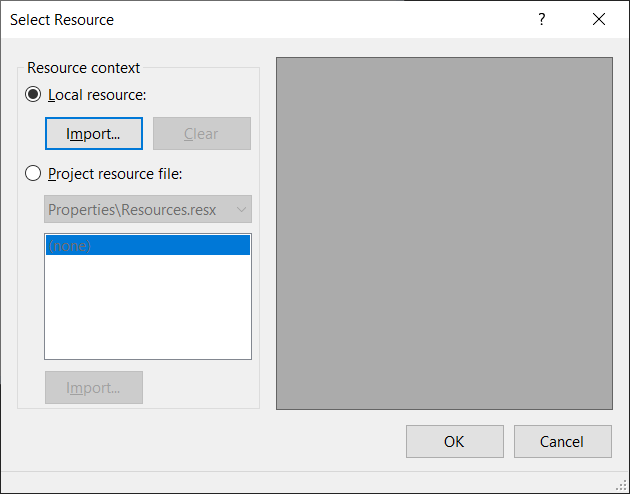 Select Resource
?
Resource context
Local resource:
Import...
Clear
Project resource file:
Properties\Resources.resx
(none)
Import...
OK
Cancel